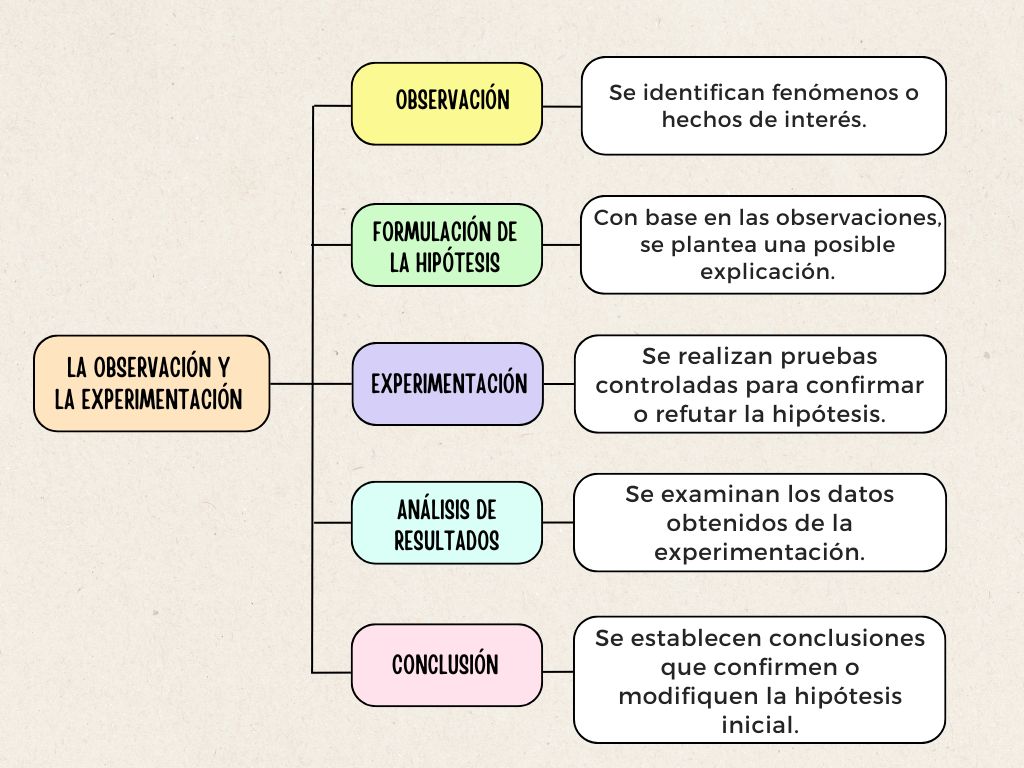 LA OBSERVACIÓN Y
LA EXPERIMENTACIÓN
OBSERVACIÓN
Se identifican fenómenos o
hechos de interés.
FORMULACIÓN DE
LA HIPÓTESIS
Con base en las observaciones,
se plantea una posible
explicación.
EXPERIMENTACIÓN
Se realizan pruebas
controladas para confirmar
o refutar la hipótesis.
ANÁLISIS DE
RESULTADOS
Se examinan los datos
obtenidos de la
experimentación.
CONCLUSIÓN
Se establecen conclusiones
que confirmen o
modifiquen la hipótesis
inicial.